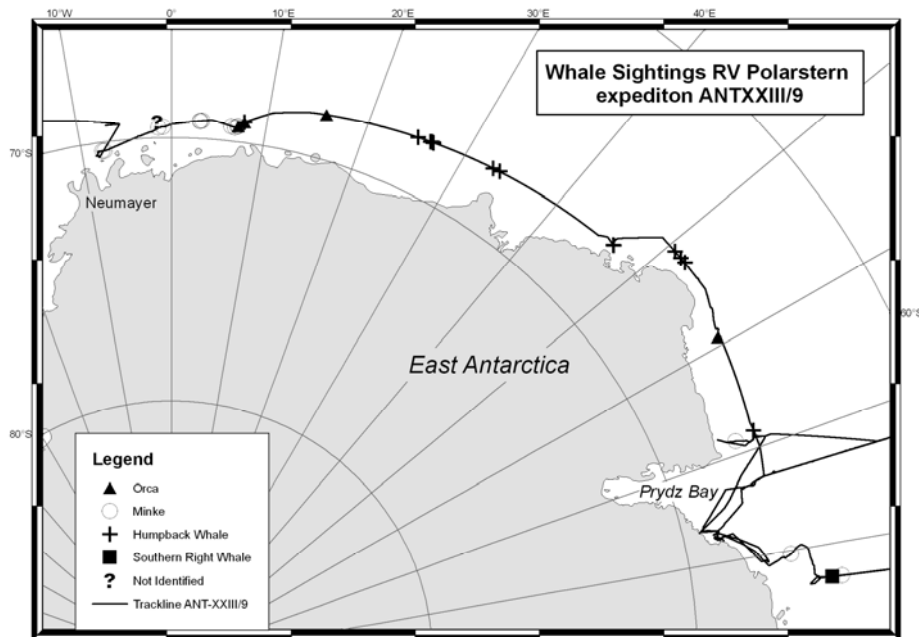 10°W 0° 10°E 20°E 30°E 40°E
Whale Sightings RV Polarstern
expediton ANTXXIII/9
70°S
Neumayer
60°S
East Antarctica
80°S
Prydz Bay
Legend
Orca
Minke
Humpback Whale
Southern Right Whale
? Not Identified
Trackline ANT-XXIII/9
?